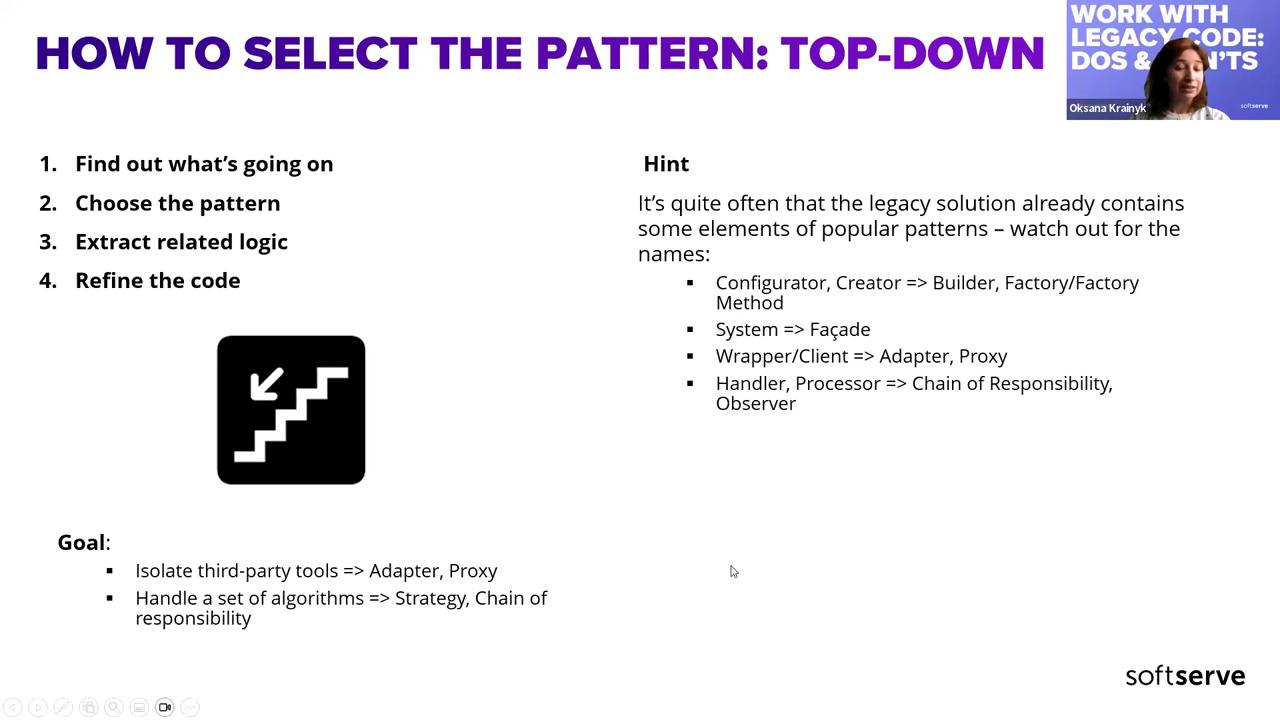 HOW TO SELECT THE PATTERN: TOP-DOWN
WORK WITH
LEGACY CODE:
DOS & N'TS
Oksana Krainyk
softserve
1. Find out what’s going on
2. Choose the pattern
3. Extract related logic
4. Refine the code
Goal:
▪ Isolate third-party tools => Adapter, Proxy
▪ Handle a set of algorithms => Strategy, Chain of
responsibility
Hint
It’s quite often that the legacy solution already contains
some elements of popular patterns – watch out for the
names:
▪ Configurator, Creator => Builder, Factory/Factory
Method
▪ System => Façade
▪ Wrapper/Client => Adapter, Proxy
▪ Handler, Processor => Chain of Responsibility,
Observer
softserve